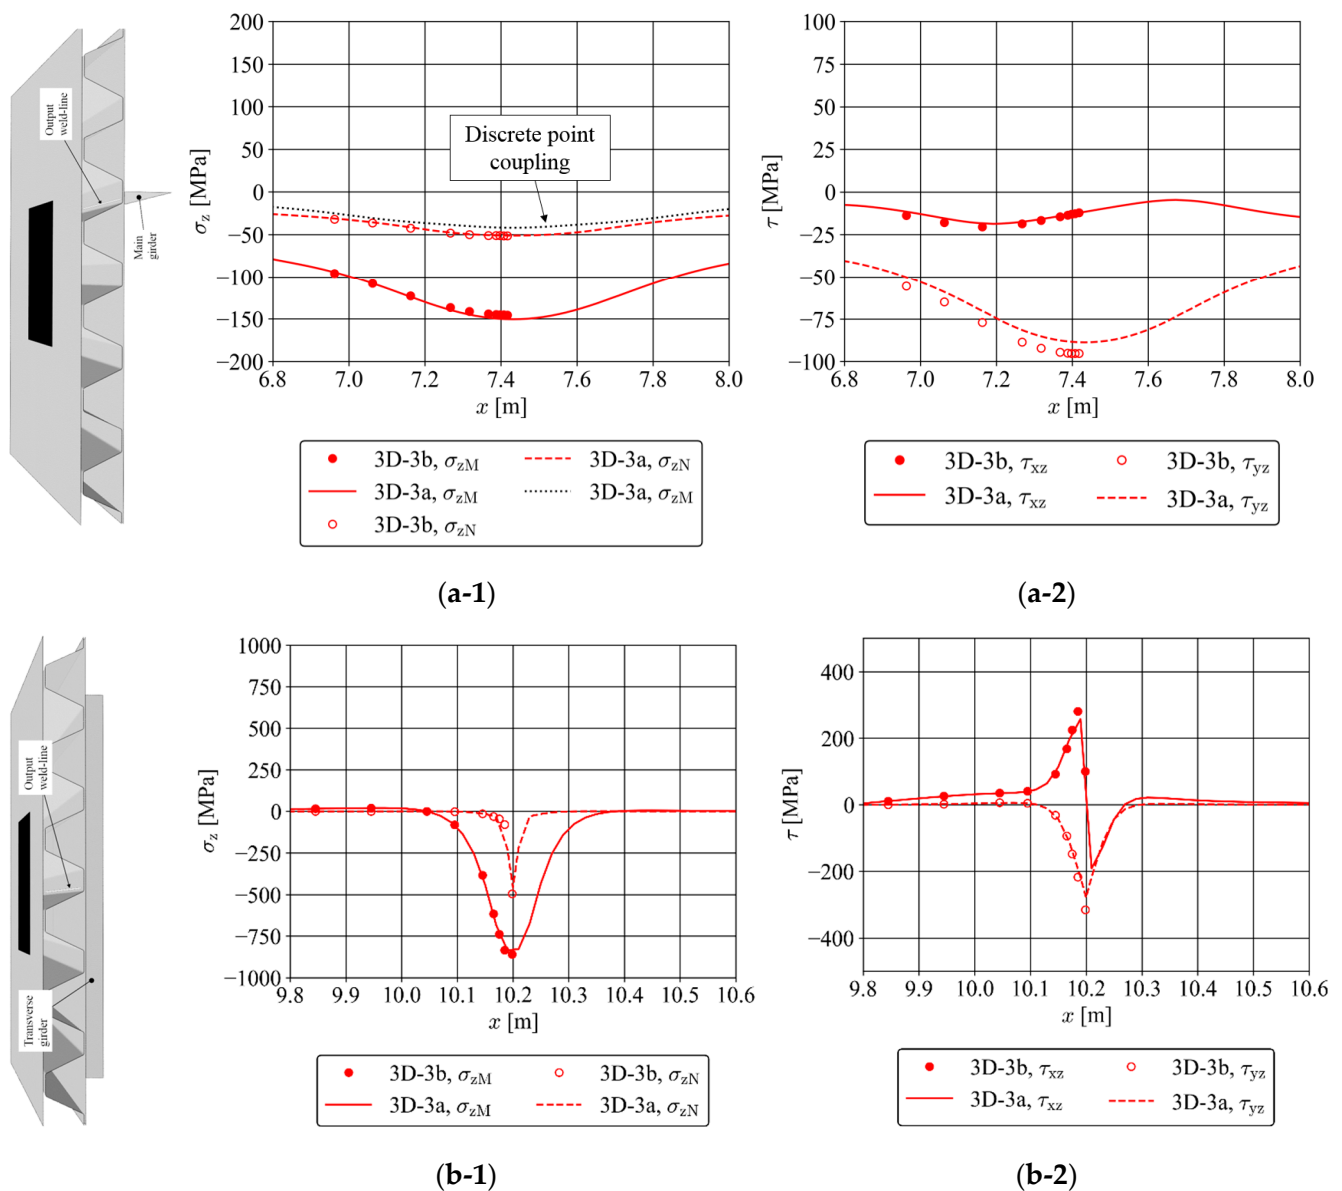 Output
weld-line
Main
girder
200
150
100
50
0
−50
−100
−150
−200
σz [MPa]
Discrete point
coupling
6.8 7.0 7.2 7.4 7.6 7.8 8.0
x [m]
3D-3b, σzM
3D-3a, σzM
3D-3b, σzN
3D-3a, σzN
3D-3a, σzM
(a-1)
100
75
50
25
0
−25
−50
−75
−100
τ [MPa]
6.8 7.0 7.2 7.4 7.6 7.8 8.0
x [m]
3D-3b, τxz
3D-3a, τxz
3D-3b, τyz
3D-3a, τyz
(a-2)
Output
weld-line
Transverse
girder
1000
750
500
250
0
−250
−500
−750
−1000
σz [MPa]
9.8 9.9 10.0 10.1 10.2 10.3 10.4 10.5 10.6
x [m]
3D-3b, σzM
3D-3a, σzM
3D-3b, σzN
3D-3a, σzN
(b-1)
400
200
0
−200
−400
τ [MPa]
9.8 9.9 10.0 10.1 10.2 10.3 10.4 10.5 10.6
x [m]
3D-3b, τxz
3D-3a, τxz
3D-3b, τyz
3D-3a, τyz
(b-2)